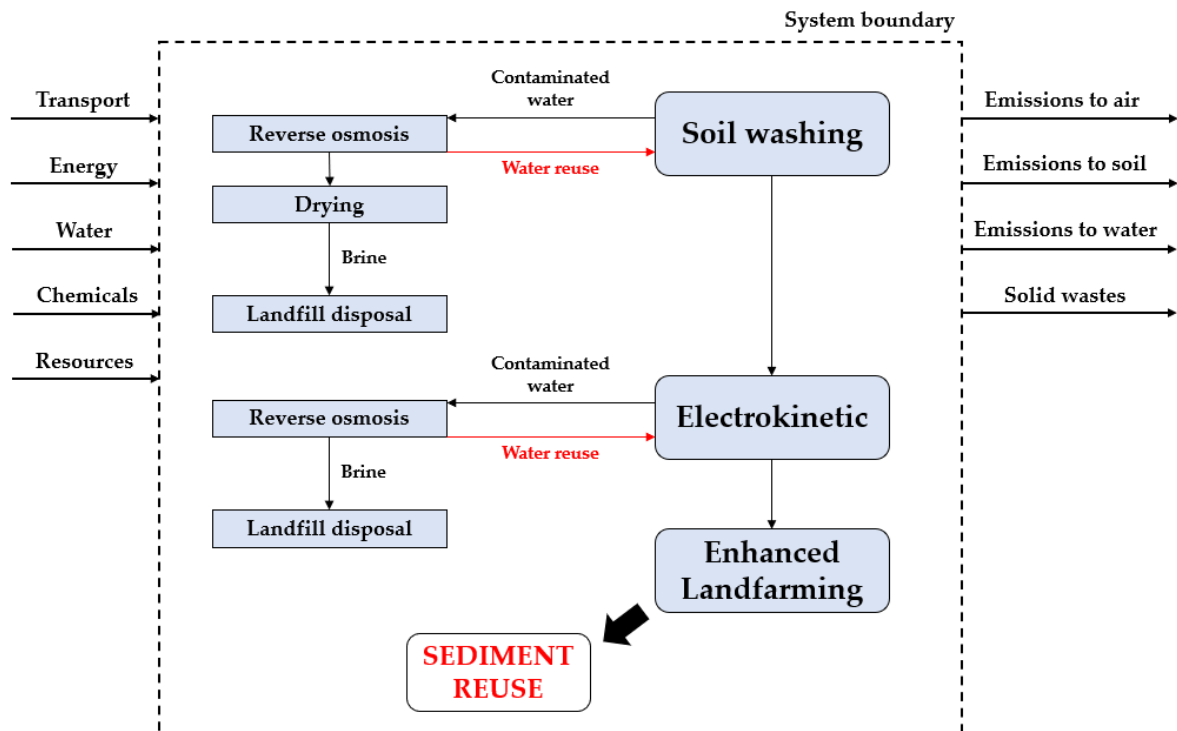 System boundary
Transport
Energy
Water
Chemicals
Resources
Contaminated
water
Reverse osmosis
Water reuse
Soil washing
Drying
Brine
Landfill disposal
Contaminated
water
Reverse osmosis
Water reuse
Electrokinetic
Brine
Landfill disposal
Enhanced
Landfarming
SEDIMENT
REUSE
Emissions to air
Emissions to soil
Emissions to water
Solid wastes